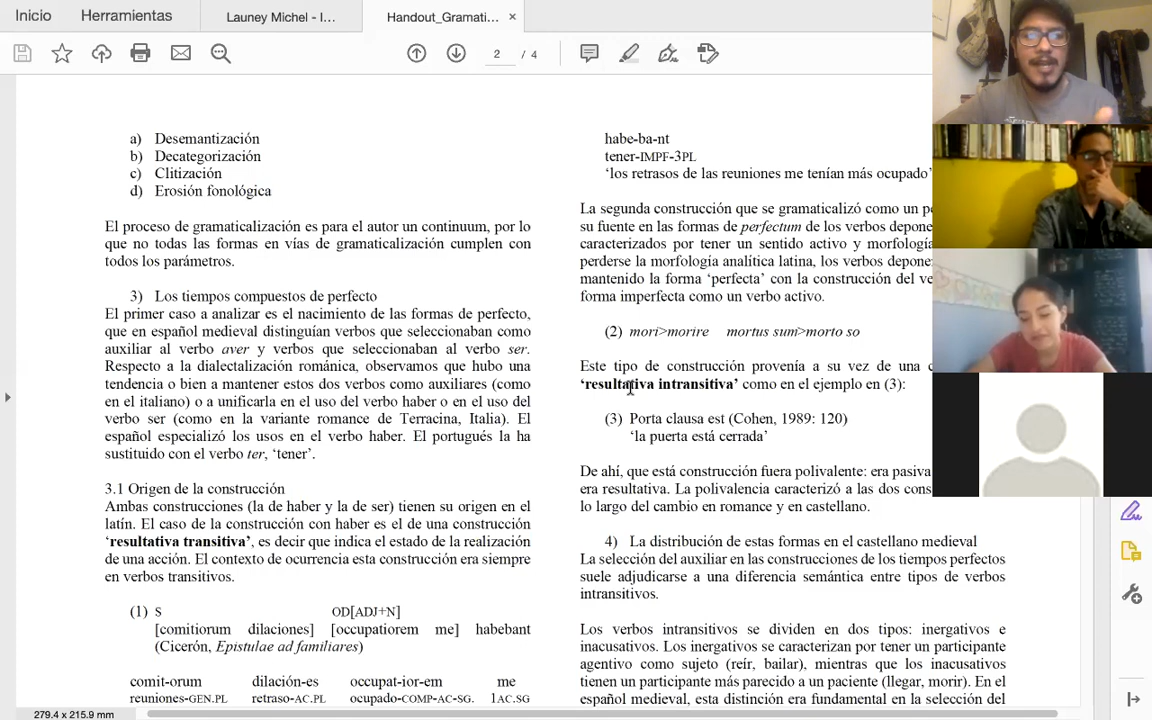 Inicio
Herramientas
Launey Michel - I...
Handout_Gramati...
×
2 / 4
a) Desemantización
b) Decategorización
c) Clitización
d) Erosión fonológica
El proceso de gramaticalización es para el autor un continuum, por lo
que no todas las formas en vías de gramaticalización cumplen con
todos los parámetros.
3) Los tiempos compuestos de perfecto
El primer caso a analizar es el nacimiento de las formas de perfecto,
que en español medieval distinguían verbos que seleccionaban como
auxiliar al verbo aver y verbos que seleccionaban al verbo ser.
Respecto a la dialectalización románica, observamos que hubo una
tendencia o bien a mantener estos dos verbos como auxiliares (como
en el italiano) o a unificarla en el uso del verbo haber o en el uso del
verbo ser (como en la variante romance de Terracina, Italia). El
español especializó los usos en el verbo haber. El portugués la ha
sustituido con el verbo ter, ‘tener’.
3.1 Origen de la construcción
Ambas construcciones (la de haber y la de ser) tienen su origen en el
latín. El caso de la construcción con haber es el de una construcción
‘resultativa transitiva’, es decir que indica el estado de la realización
de una acción. El contexto de ocurrencia esta construcción era siempre
en verbos transitivos.
(1) S OD[ADJ+N]
[comitiorum dilaciones] [occupatiorem me] habebant
(Cicerón, Epistulae ad familiares)
comit-orum dilación-es occupat-ior-em me
reuniones-GEN.PL retraso-AC.PL ocupado-COMP-AC-SG. 1AC.SG
habe-ba-nt
tener-IMPF-3PL
‘los retrasos de las reuniones me tenían más ocupado’
La segunda construcción que se gramaticalizó como un
su fuente en las formas de perfectum de los verbos
caracterizados por tener un sentido activo y
perderse la morfología analítica latina, los verbos
mantenido la forma ‘perfecta’ con la construcción del
forma imperfecta como un verbo activo.
(2) mori>morire mortus sum>morto so
Este tipo de construcción provenía a su vez de una
‘resultativa intransitiva’ como en el ejemplo en (3):
(3) Porta clausa est (Cohen, 1989: 120)
‘la puerta está cerrada’
De ahí, que está construcción fuera polivalente: era pasiva
era resultativa. La polivalencia caracterizó a las dos
lo largo del cambio en romance y en castellano.
4) La distribución de estas formas en el castellano medieval
La selección del auxiliar en las construcciones de los tiempos perfectos
suele adjudicarse a una diferencia semántica entre tipos de verbos
intransitivos.
Los verbos intransitivos se dividen en dos tipos: inergativos e
inacusativos. Los inergativos se caracterizan por tener un participante
agentivo como sujeto (reír, bailar), mientras que los inacusativos
tienen un participante más parecido a un paciente (llegar, morir). En el
español medieval, esta distinción era fundamental en la selección del
279.4 x 215.9 mm